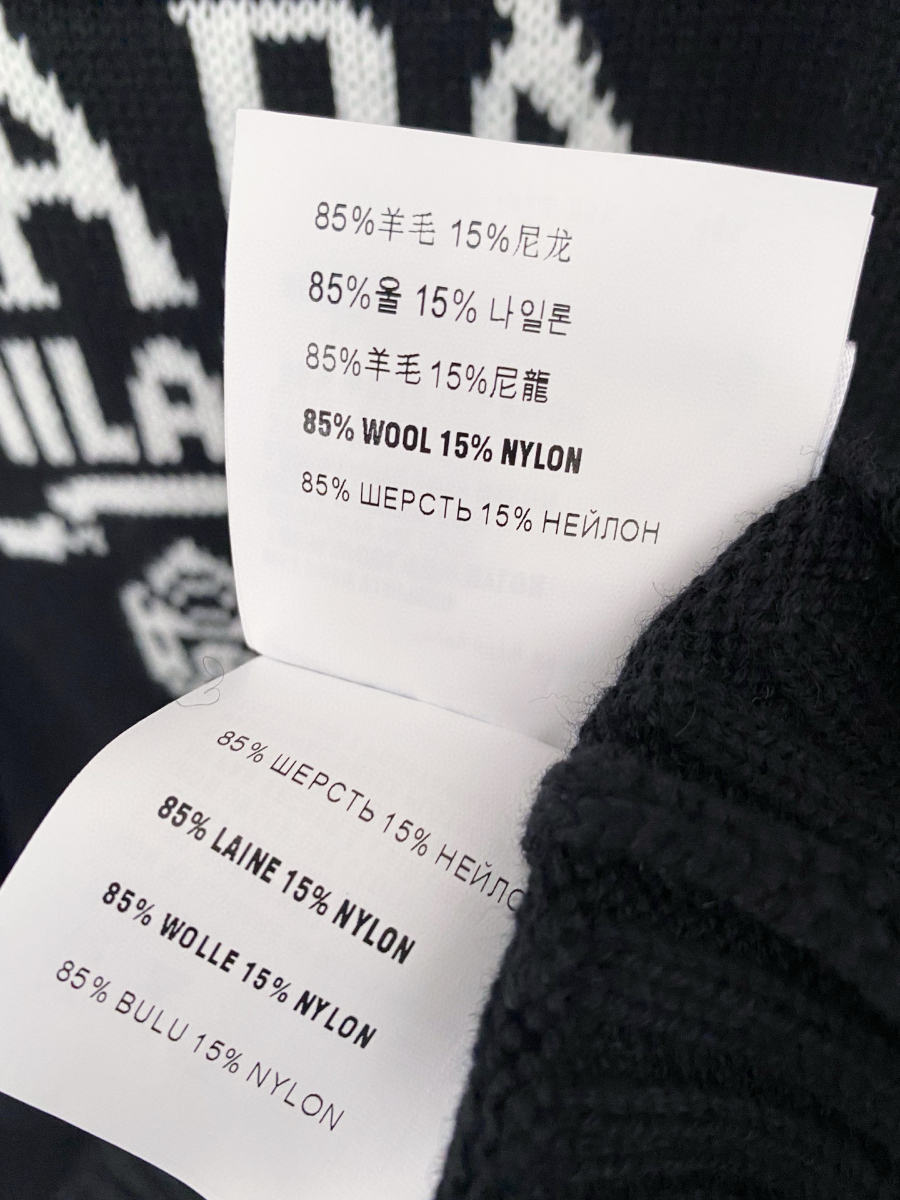 ADA
MILA
85%羊毛 15%尼龙
85%울 15% 나일론
85%羊毛 15%尼龍
85% WOOL 15% NYLON
85% ШЕРСТЬ 15% НЕЙЛОН
85% ШЕРСТЬ 15% НЕЙЛО
85% LAINE 15% NYLON
85% WOLLE 15% NYLON
85% BULU 15% NYLON